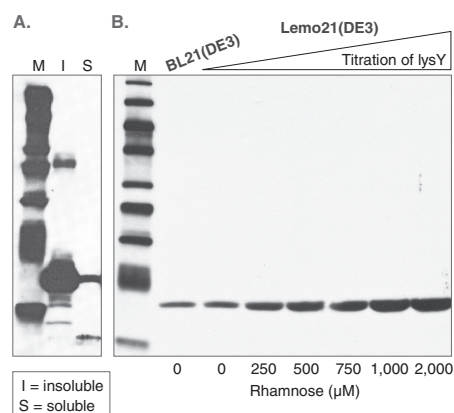 A.
B.
Lemo21(DE3)
BL21(DE3)
Titration of lysY
M I S
M
0 0 250 500 750 1,000 2,000
Rhamnose (µM)
I = insoluble
S = soluble